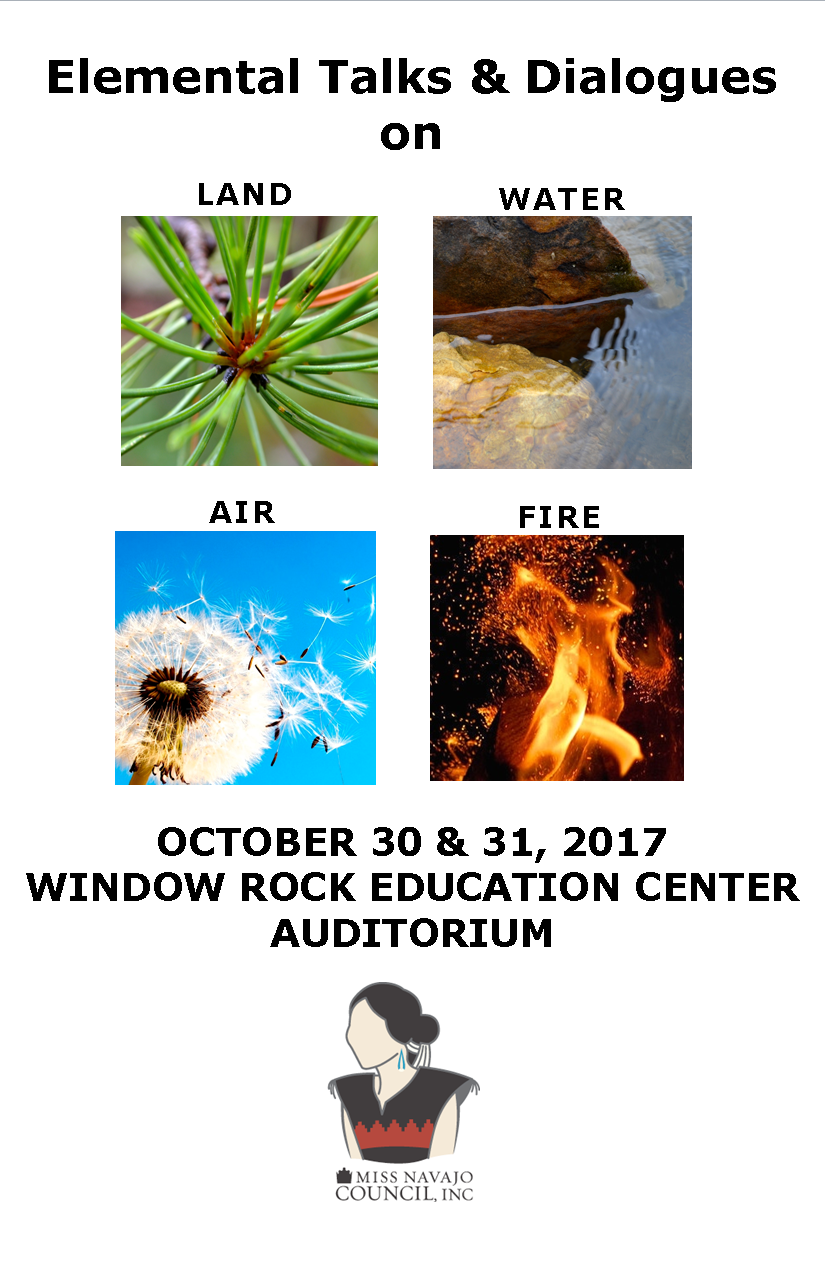 Elemental Talks & Dialogues
on
LAND
WATER
AIR
FIRE
OCTOBER 30 & 31, 2017
WINDOW ROCK EDUCATION CENTER
AUDITORIUM
MISS NAVAJO
COUNCIL, INC